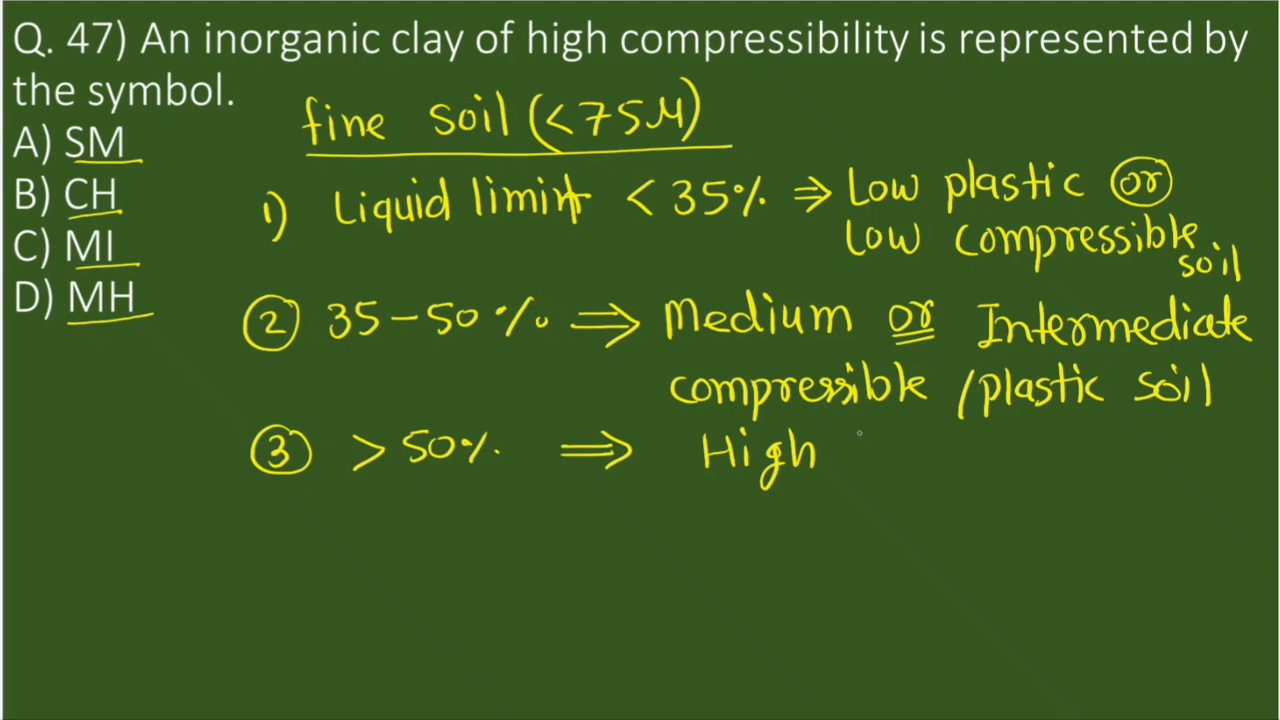 Q. 47) An inorganic clay of high compressibility is represented by
the symbol.
A) SM
B) CH
C) MI
D) MH
fine soil (<75μ)
1) Liquid limit < 35% ⇒ Low plastic or
Low compressible soil
② 35-50% ⇒ Medium or Intermediate
compressible /plastic soil
③ > 50% ⇒ High